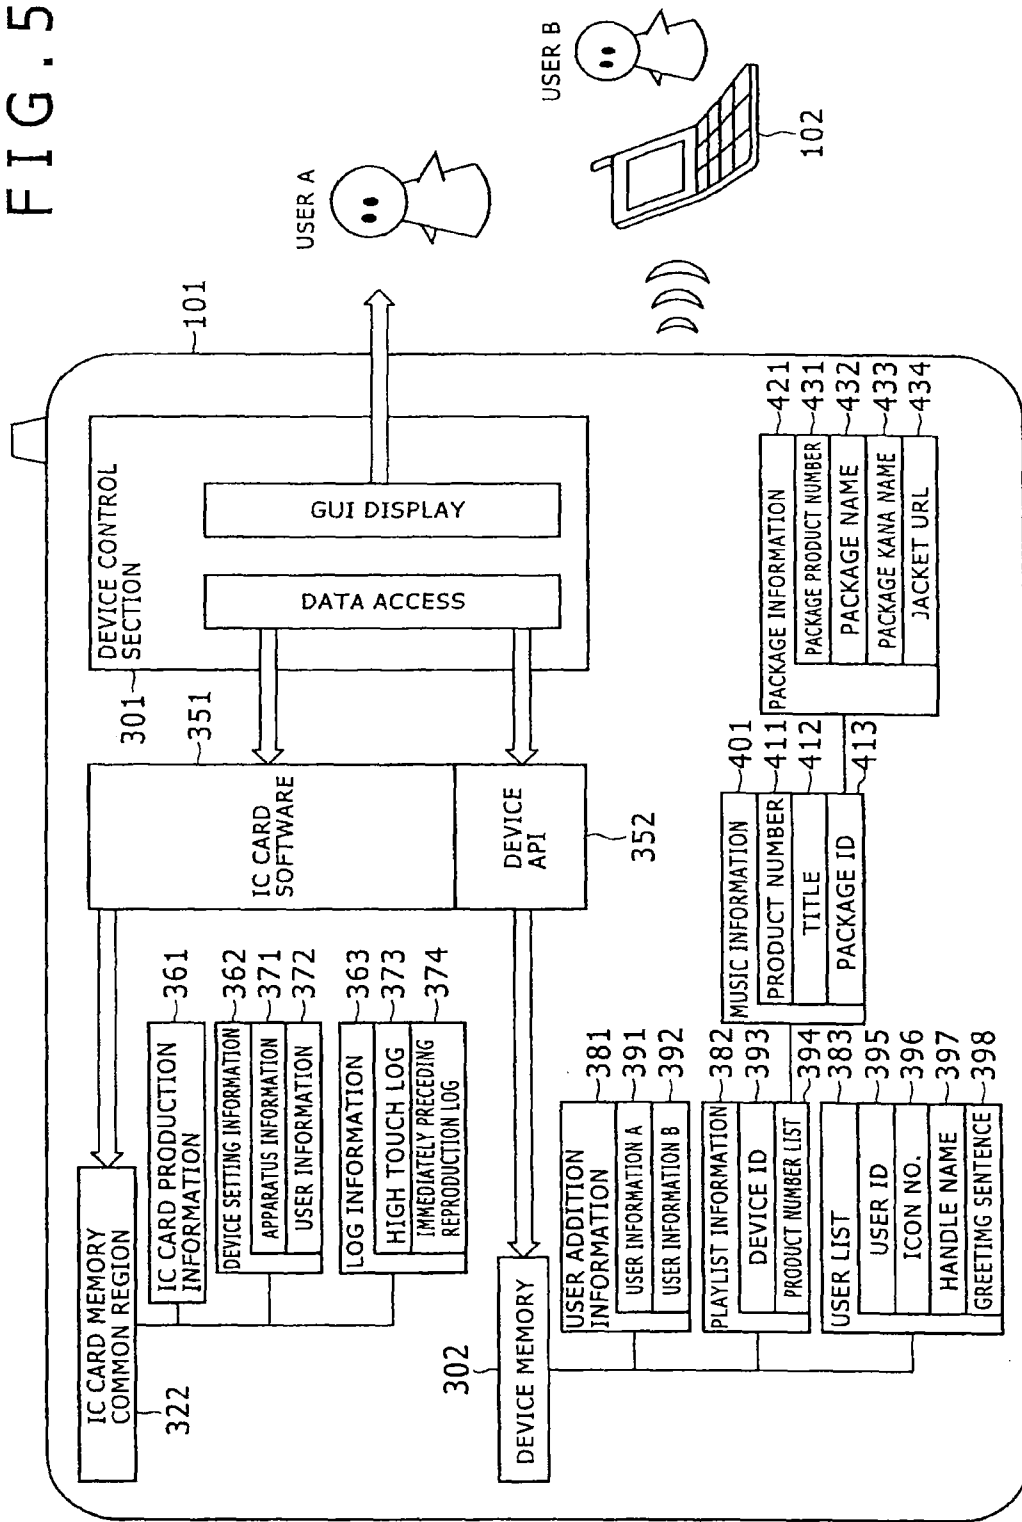 FIG. 5
USER A
USER B
102
101
DEVICE CONTROL
SECTION
GUI DISPLAY
DATA ACCESS
301
351
IC CARD
SOFTWARE
DEVICE
API
352
IC CARD MEMORY
COMMON REGION
322
IC CARD PRODUCTION
INFORMATION
361
DEVICE SETTING INFORMATION
362
APPARATUS INFORMATION
371
USER INFORMATION
372
LOG INFORMATION
363
HIGH TOUCH LOG
373
IMMEDIATELY PRECEDING
REPRODUCTION LOG
374
302
DEVICE MEMORY
USER ADDITION
INFORMATION
381
USER INFORMATION A
391
USER INFORMATION B
392
PLAYLIST INFORMATION
382
DEVICE ID
393
PRODUCT NUMBER LIST
394
USER LIST
383
USER ID
395
ICON NO.
396
HANDLE NAME
397
GREETIMG SENTENCE
398
MUSIC INFORMATION
401
PRODUCT NUMBER
411
TITLE
412
PACKAGE ID
413
PACKAGE INFORMATION
421
PACKAGE PRODUCT NUMBER
431
PACKAGE NAME
432
PACKAGE KANA NAME
433
JACKET URL
434